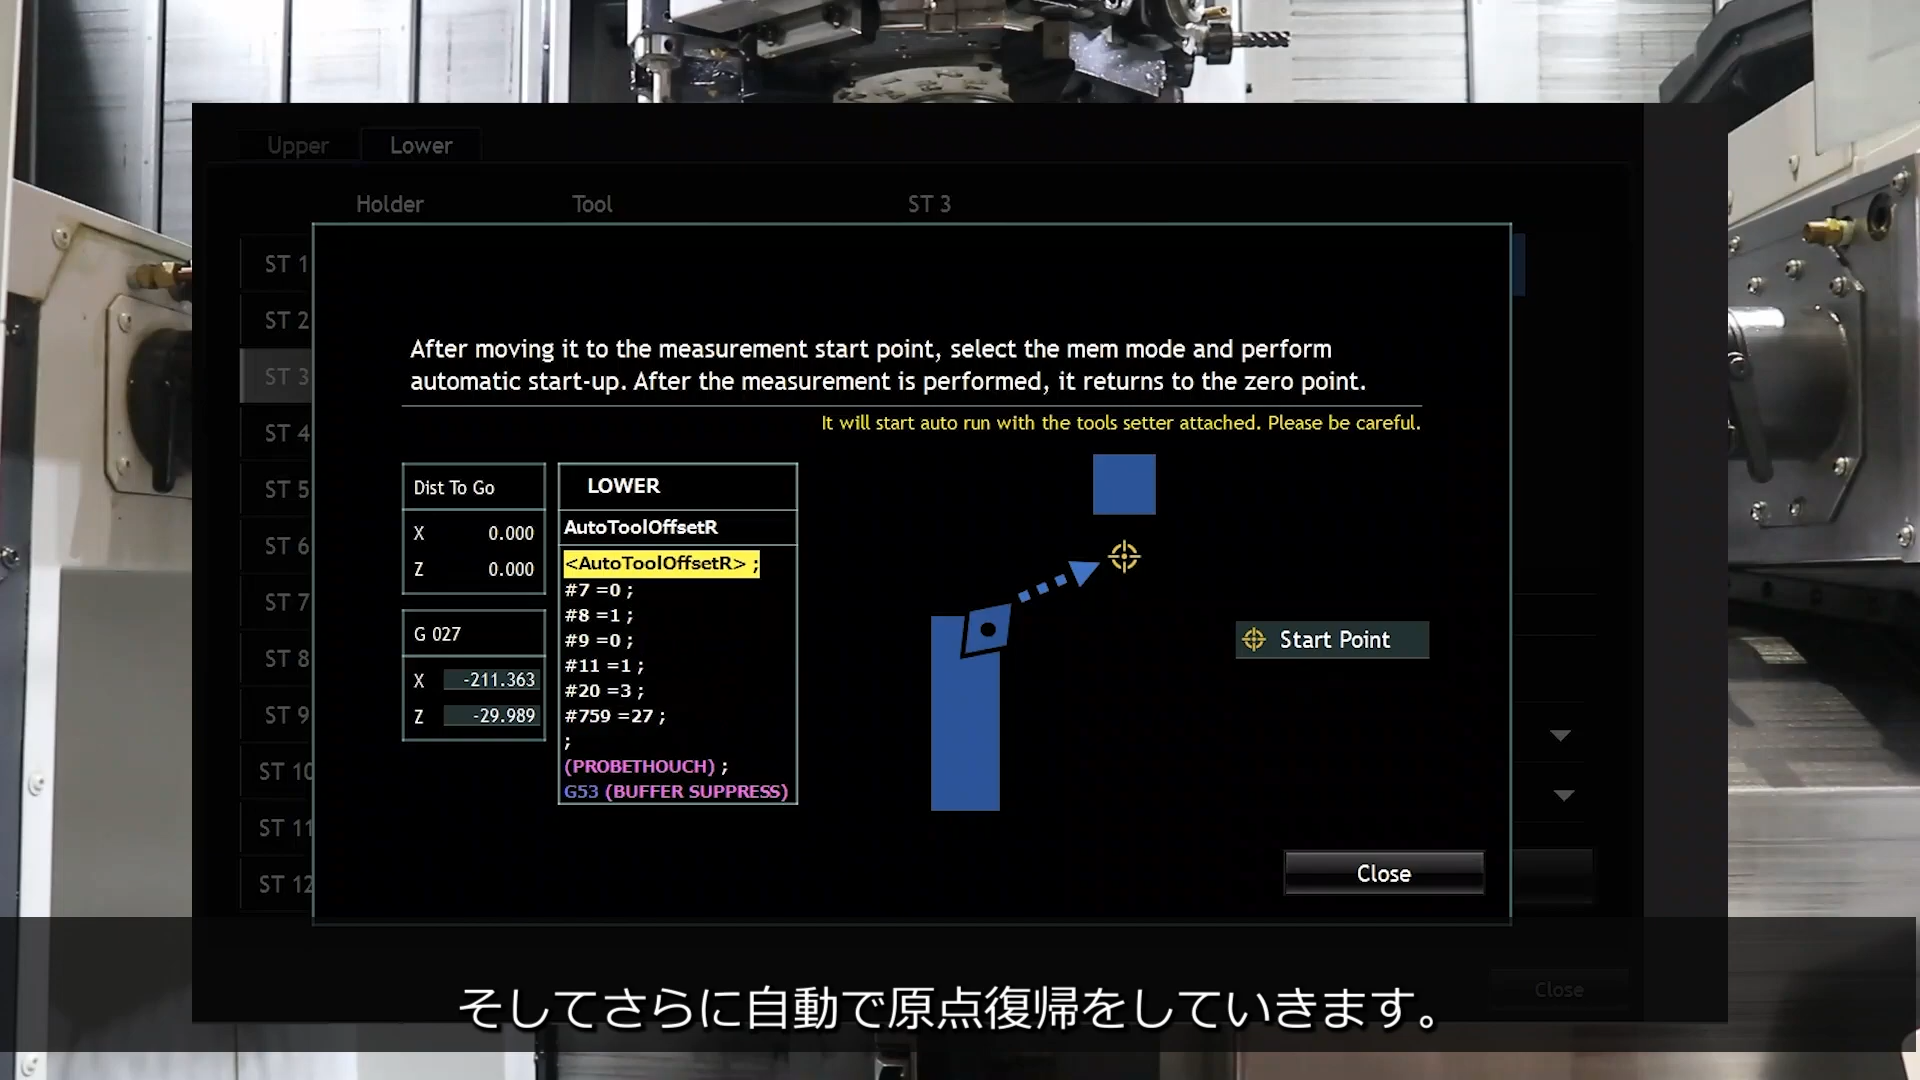 Upper Lower
Holder Tool ST 3
ST 1
ST 2
ST 3
ST 4
ST 5
ST 6
ST 7
ST 8
ST 9
ST 10
ST 11
ST 12
After moving it to the measurement start point, select the mem mode and perform
automatic start-up. After the measurement is performed, it returns to the zero point.
It will start auto run with the tools setter attached. Please be careful.
Dist To Go
X 0.000
Z 0.000
G 027
X -211.363
Z -29.989
LOWER
AutoToolOffsetR
<AutoToolOffsetR> ;
#7 =0 ;
#8 =1 ;
#9 =0 ;
#11 =1 ;
#20 =3 ;
#759 =27 ;
;
(PROBETHOUCH) ;
G53 (BUFFER SUPPRESS)
Start Point
Close
Close
そしてさらに自動で原点復帰をしていきます。